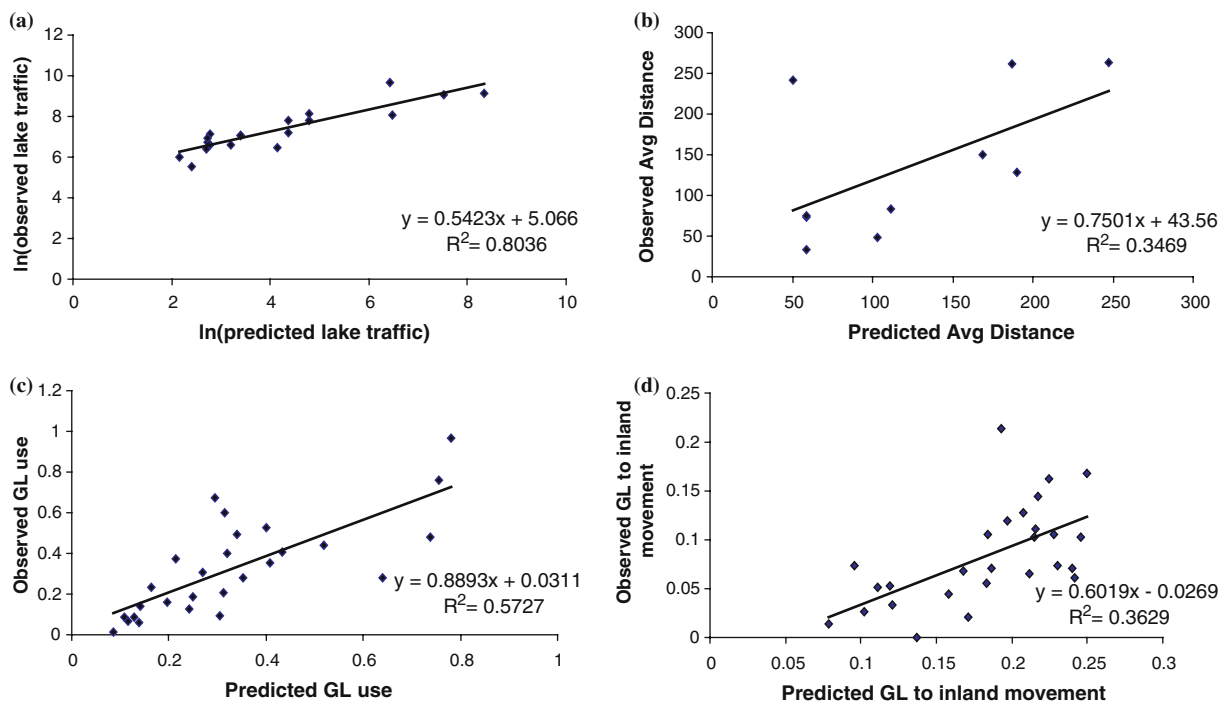 (a)
12
10
8
6
4
2
0
0 2 4 6 8 10
ln(observed lake traffic)
ln(predicted lake traffic)
y = 0.5423x + 5.066
R²= 0.8036
(b)
300
250
200
150
100
50
0
0 50 100 150 200 250 300
Observed Avg Distance
Predicted Avg Distance
y = 0.7501x + 43.56
R²= 0.3469
(c)
1.2
1
0.8
0.6
0.4
0.2
0
0 0.2 0.4 0.6 0.8 1
Observed GL use
Predicted GL use
y = 0.8893x + 0.0311
R²= 0.5727
(d)
0.25
0.2
0.15
0.1
0.05
0
0 0.05 0.1 0.15 0.2 0.25 0.3
Observed GL to inland
movement
Predicted GL to inland movement
y = 0.6019x - 0.0269
R²= 0.3629